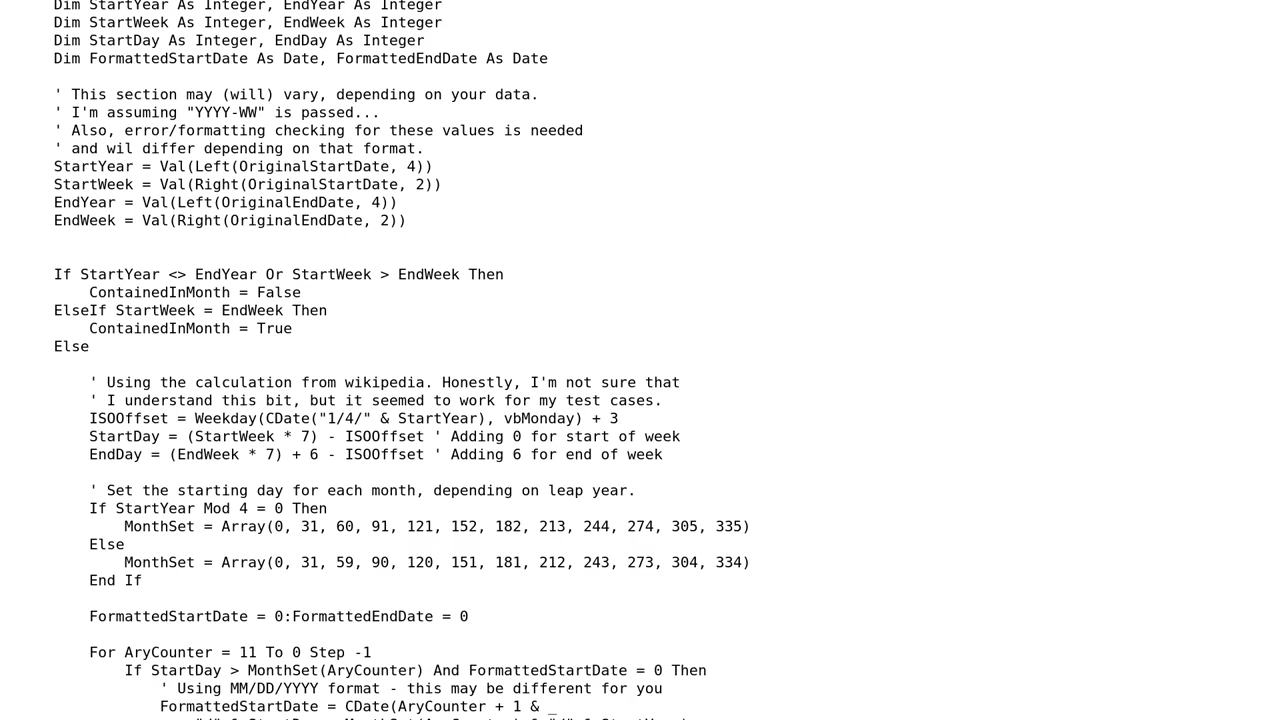 Dim StartYear As Integer, EndYear As Integer
Dim StartWeek As Integer, EndWeek As Integer
Dim StartDay As Integer, EndDay As Integer
Dim FormattedStartDate As Date, FormattedEndDate As Date
' This section may (will) vary, depending on your data.
' I'm assuming "YYYY-WW" is passed...
' Also, error/formatting checking for these values is needed
' and wil differ depending on that format.
StartYear = Val(Left(OriginalStartDate, 4))
StartWeek = Val(Right(OriginalStartDate, 2))
EndYear = Val(Left(OriginalEndDate, 4))
EndWeek = Val(Right(OriginalEndDate, 2))
If StartYear <> EndYear Or StartWeek > EndWeek Then
ContainedInMonth = False
ElseIf StartWeek = EndWeek Then
ContainedInMonth = True
Else
' Using the calculation from wikipedia. Honestly, I'm not sure that
' I understand this bit, but it seemed to work for my test cases.
ISOOffset = Weekday(CDate("1/4/" & StartYear), vbMonday) + 3
StartDay = (StartWeek * 7) - ISOOffset ' Adding 0 for start of week
EndDay = (EndWeek * 7) + 6 - ISOOffset ' Adding 6 for end of week
' Set the starting day for each month, depending on leap year.
If StartYear Mod 4 = 0 Then
MonthSet = Array(0, 31, 60, 91, 121, 152, 182, 213, 244, 274, 305, 335)
Else
MonthSet = Array(0, 31, 59, 90, 120, 151, 181, 212, 243, 273, 304, 334)
End If
FormattedStartDate = 0:FormattedEndDate = 0
For AryCounter = 11 To 0 Step -1
If StartDay > MonthSet(AryCounter) And FormattedStartDate = 0 Then
' Using MM/DD/YYYY format - this may be different for you
FormattedStartDate = CDate(AryCounter + 1 & _